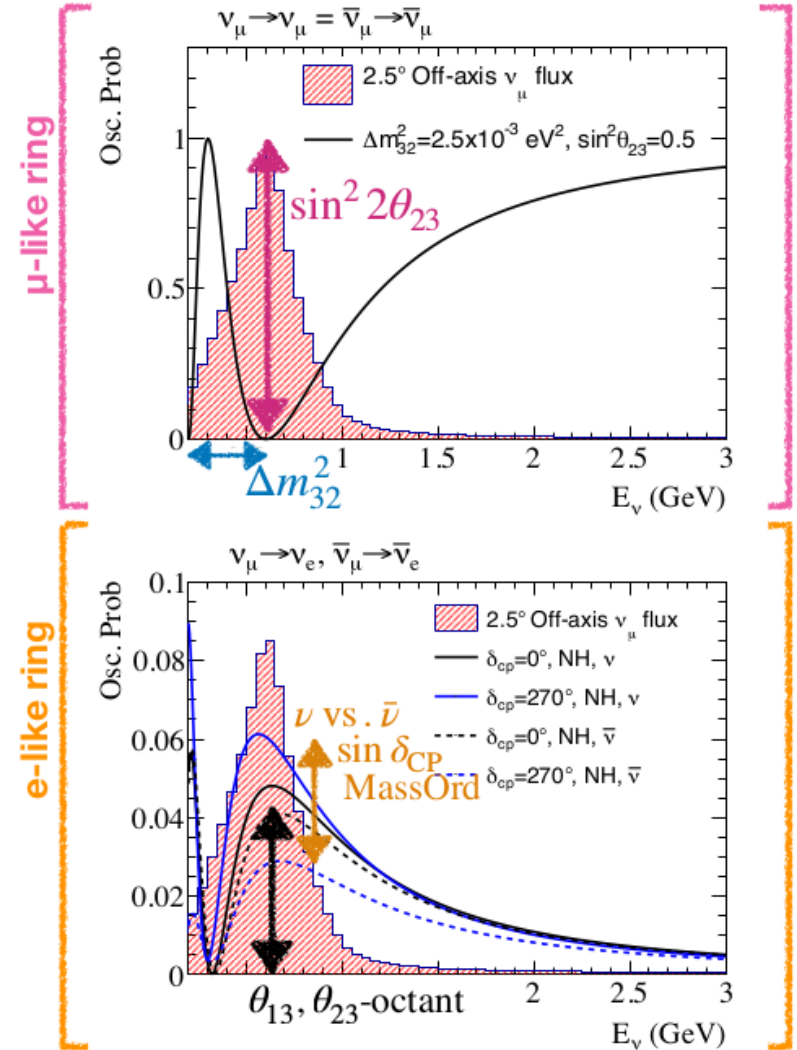 ν_μ→ν_μ = ν̅_μ→ν̅_μ
μ-like ring
Osc. Prob
2.5° Off-axis ν_μ flux
Δm²₃₂=2.5x10⁻³ eV², sin²θ₂₃=0.5
sin² 2θ₂₃
1
0.5
0
1 1.5 2 2.5 3
Δm²₃₂
E_ν (GeV)
ν_μ→ν_e, ν̅_μ→ν̅_e
e-like ring
Osc. Prob
0.1
0.08
0.06
0.04
0.02
0
2.5° Off-axis ν_μ flux
δ_cp=0°, NH, ν
δ_cp=270°, NH, ν
δ_cp=0°, NH, ν̅
δ_cp=270°, NH, ν̅
ν vs. ν̅
sin δ_CP
MassOrd
2 2.5 3
θ₁₃, θ₂₃-octant
E_ν (GeV)